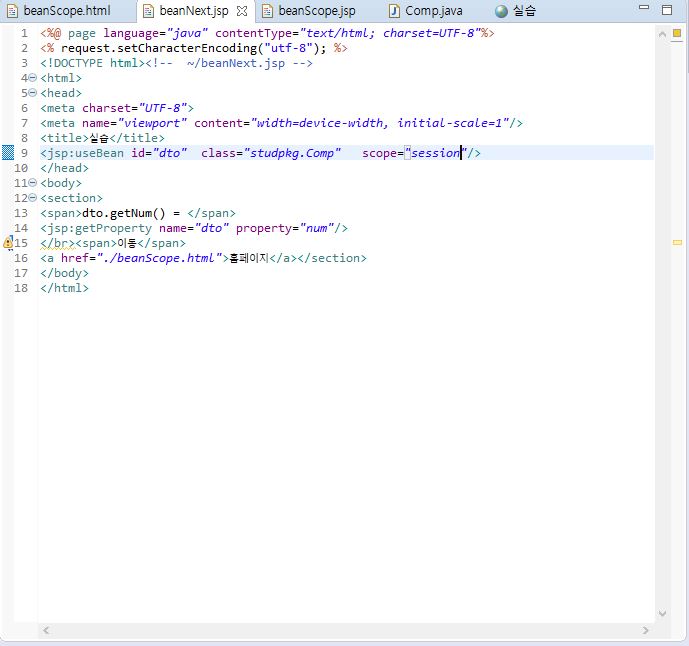 beanScope.html beanNext.jsp beanScope.jsp Comp.java 실습
1 <%@ page language="java" contentType="text/html; charset=UTF-8"%>
2 <% request.setCharacterEncoding("utf-8"); %>
3 <!DOCTYPE html><!--  ~/beanNext.jsp -->
4 <html>
5 <head>
6 <meta charset="UTF-8">
7 <meta name="viewport" content="width=device-width, initial-scale=1"/>
8 <title>실습</title>
9 <jsp:useBean id="dto"  class="studpkg.Comp"   scope="session"/>
10 </head>
11 <body>
12 <section>
13 <span>dto.getNum() = </span>
14 <jsp:getProperty name="dto" property="num"/>
15 </br><span>이동</span>
16 <a href="./beanScope.html">홈페이지</a></section>
17 </body>
18 </html>